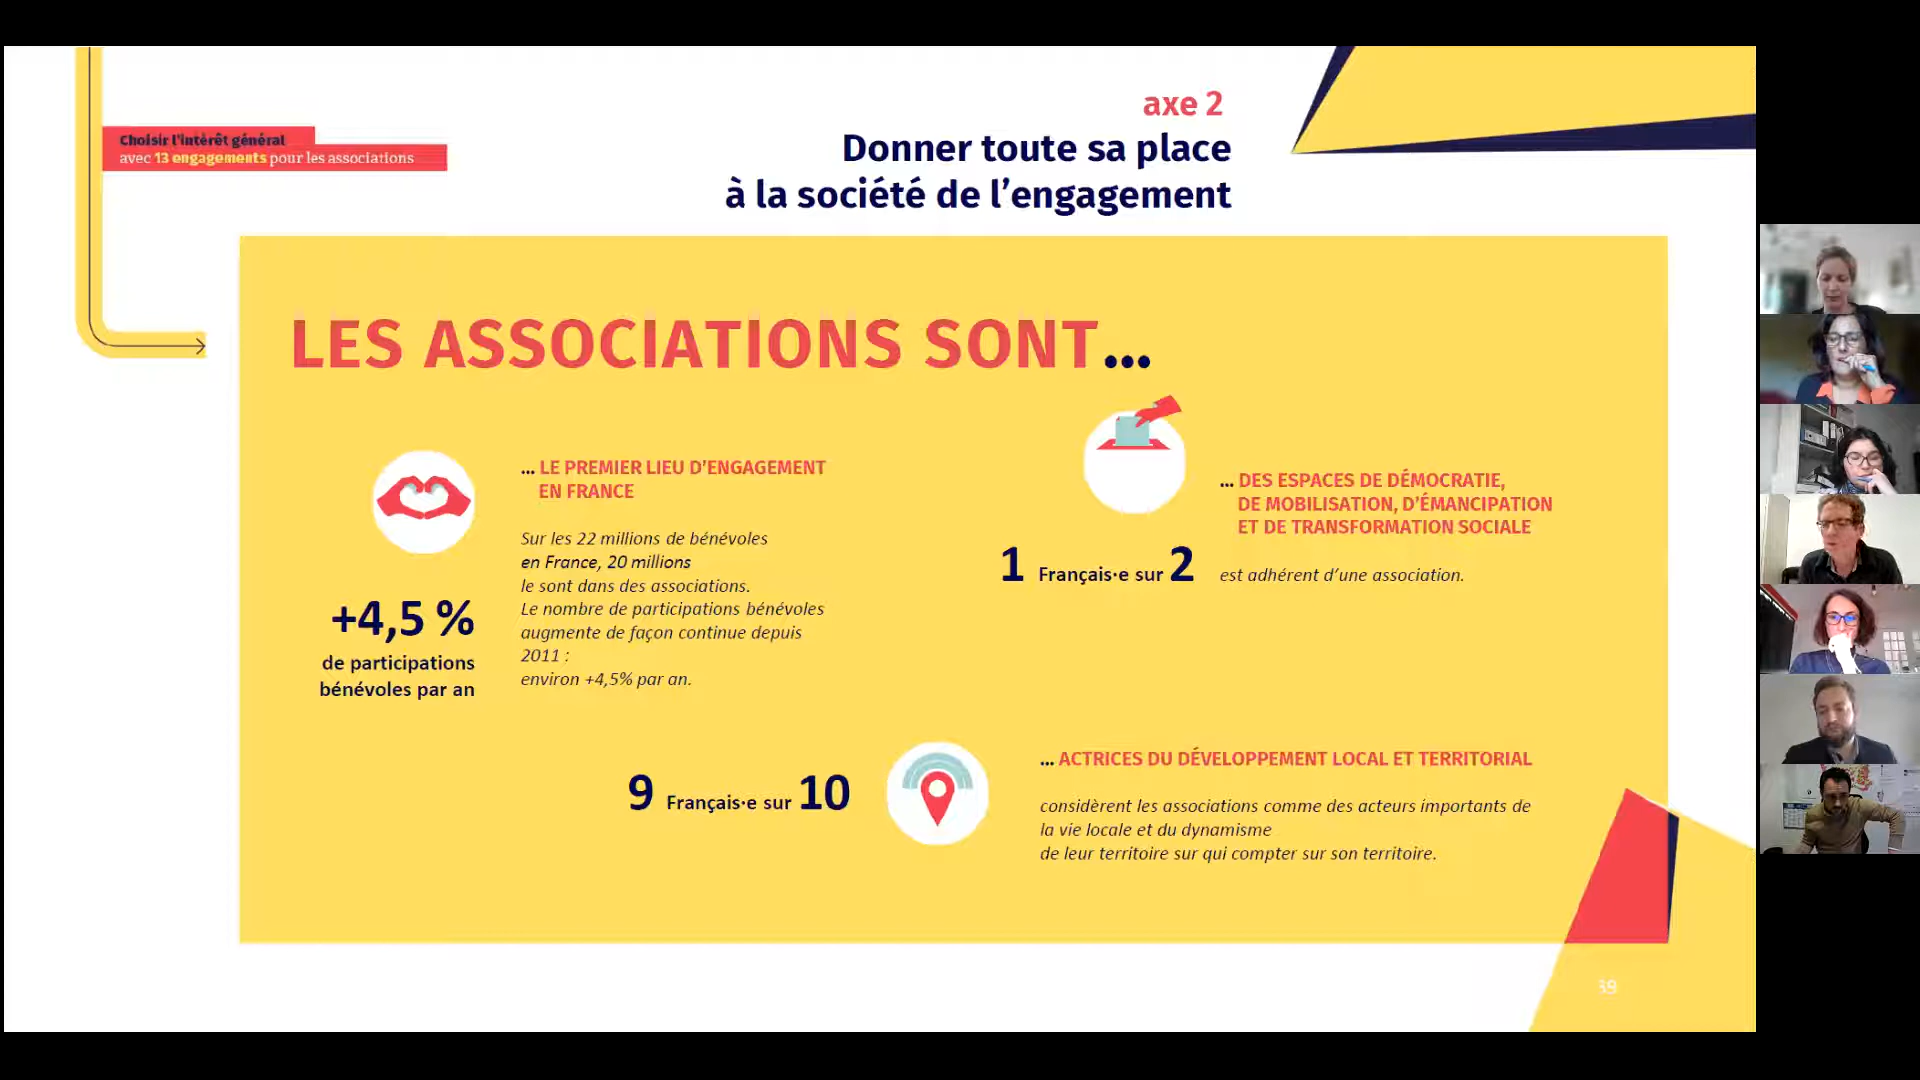 Choisir l'intérêt général
avec 13 engagements pour les associations
axe 2
Donner toute sa place
à la société de l'engagement
LES ASSOCIATIONS SONT...
... LE PREMIER LIEU D'ENGAGEMENT
EN FRANCE
Sur les 22 millions de bénévoles
en France, 20 millions
le sont dans des associations.
Le nombre de participations bénévoles
augmente de façon continue depuis
2011 :
environ +4,5% par an.
+4,5 %
de participations
bénévoles par an
... DES ESPACES DE DÉMOCRATIE,
DE MOBILISATION, D'ÉMANCIPATION
ET DE TRANSFORMATION SOCIALE
1 Français·e sur 2 est adhérent d'une association.
9 Français·e sur 10
... ACTRICES DU DÉVELOPPEMENT LOCAL ET TERRITORIAL
considèrent les associations comme des acteurs importants de
la vie locale et du dynamisme
de leur territoire sur qui compter sur son territoire.
39